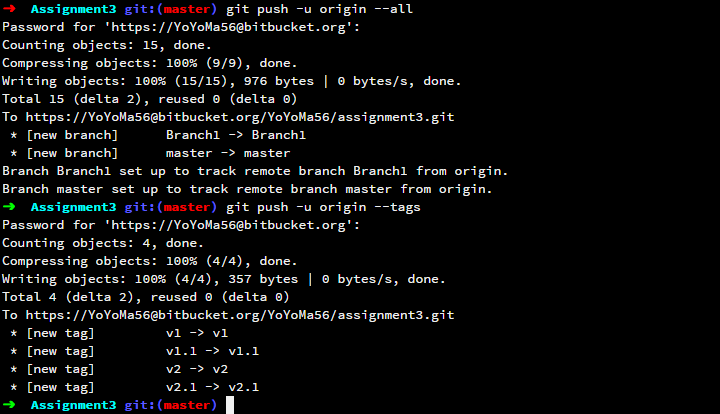 ➜  Assignment3 git:(master) git push -u origin --all
Password for 'https://YoYoMa56@bitbucket.org':
Counting objects: 15, done.
Compressing objects: 100% (9/9), done.
Writing objects: 100% (15/15), 976 bytes | 0 bytes/s, done.
Total 15 (delta 2), reused 0 (delta 0)
To https://YoYoMa56@bitbucket.org/YoYoMa56/assignment3.git
 * [new branch]      Branch1 -> Branch1
 * [new branch]      master -> master
Branch Branch1 set up to track remote branch Branch1 from origin.
Branch master set up to track remote branch master from origin.
➜  Assignment3 git:(master) git push -u origin --tags
Password for 'https://YoYoMa56@bitbucket.org':
Counting objects: 4, done.
Compressing objects: 100% (4/4), done.
Writing objects: 100% (4/4), 357 bytes | 0 bytes/s, done.
Total 4 (delta 2), reused 0 (delta 0)
To https://YoYoMa56@bitbucket.org/YoYoMa56/assignment3.git
 * [new tag]         v1 -> v1
 * [new tag]         v1.1 -> v1.1
 * [new tag]         v2 -> v2
 * [new tag]         v2.1 -> v2.1
➜  Assignment3 git:(master)